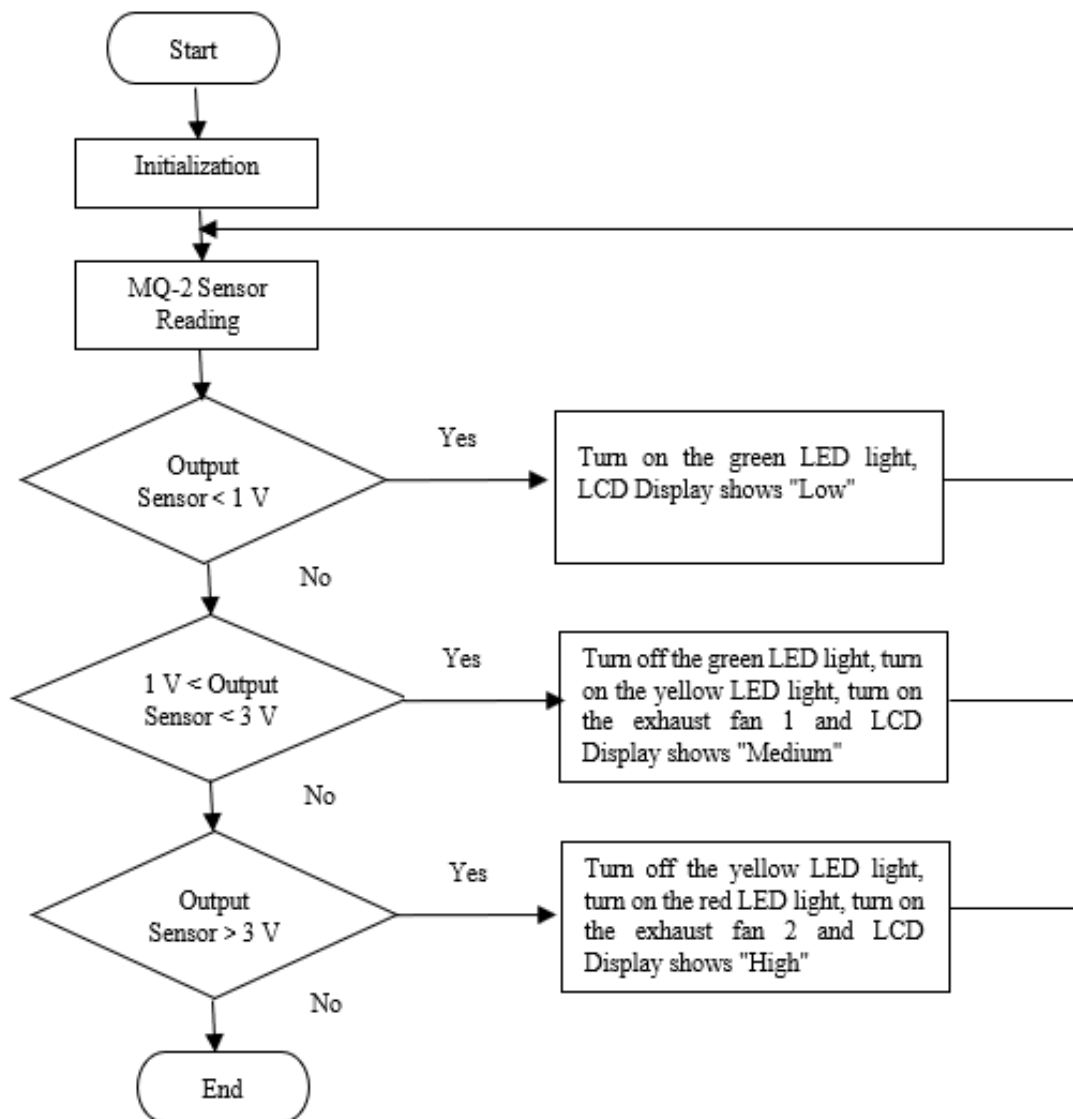 Start
Initialization
MQ-2 Sensor
Reading
Output
Sensor < 1 V
Yes
Turn on the green LED light,
LCD Display shows "Low"
No
1 V < Output
Sensor < 3 V
Yes
Turn off the green LED light, turn
on the yellow LED light, turn on
the exhaust fan 1 and LCD
Display shows "Medium"
No
Output
Sensor > 3 V
Yes
Turn off the yellow LED light,
turn on the red LED light, turn on
the exhaust fan 2 and LCD
Display shows "High"
No
End